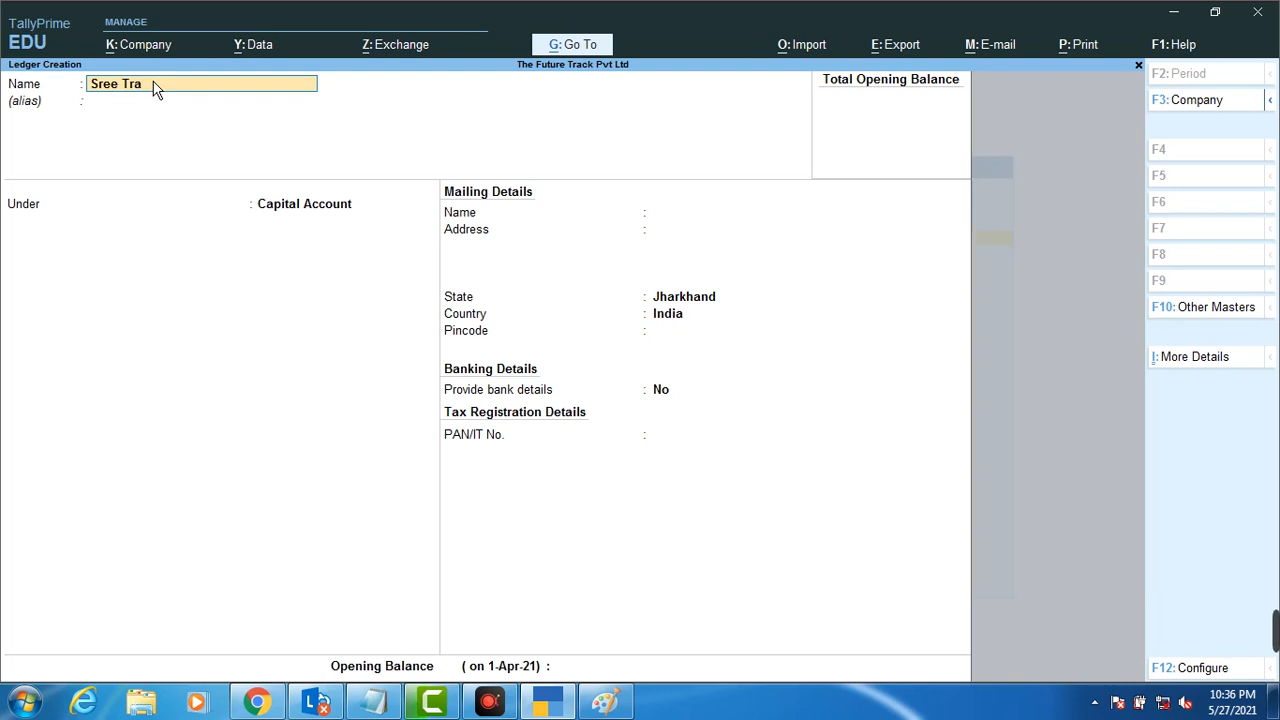 TallyPrime
EDU
MANAGE
K: Company
Y: Data
Z: Exchange
G: Go To
O: Import
E: Export
M: E-mail
P: Print
F1: Help
Ledger Creation
The Future Track Pvt Ltd
×
Name : Sree Tra
(alias) :
Total Opening Balance
Under : Capital Account
Mailing Details
Name :
Address :
State : Jharkhand
Country : India
Pincode :
Banking Details
Provide bank details : No
Tax Registration Details
PAN/IT No. :
Opening Balance ( on 1-Apr-21) :
F2: Period
F3: Company
F4
F5
F6
F7
F8
F9
F10: Other Masters
I: More Details
F12: Configure
10:36 PM
5/27/2021